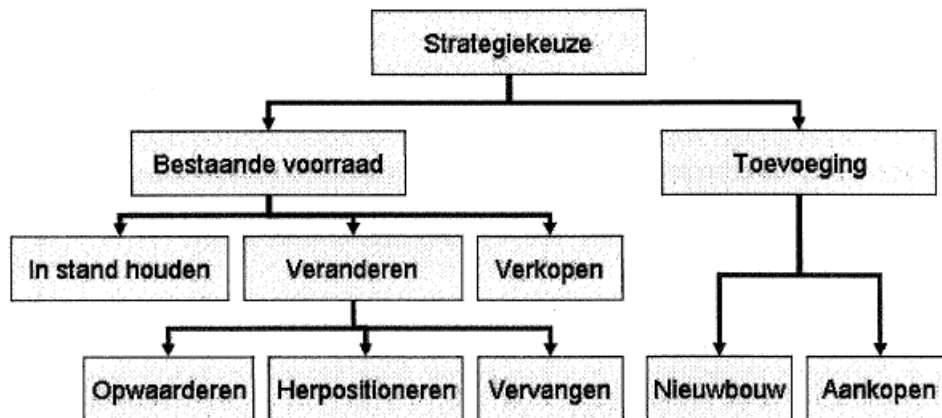 Strategiekeuze
Bestaande voorraad
Toevoeging
In stand houden
Veranderen
Verkopen
Opwaarderen
Herpositioneren
Vervangen
Nieuwbouw
Aankopen